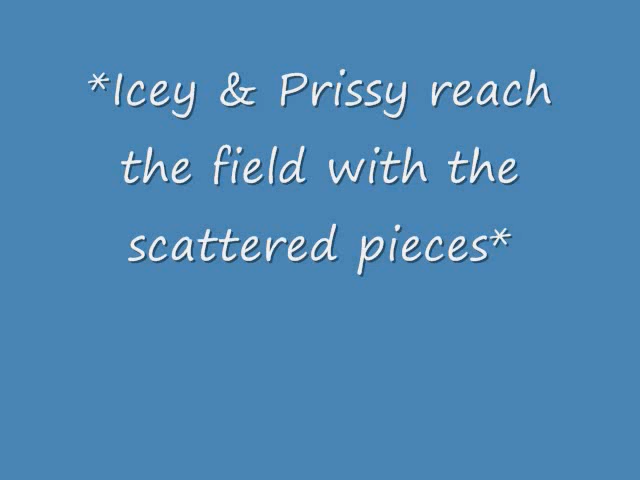 *Icey & Prissy reach
the field with the
scattered pieces*